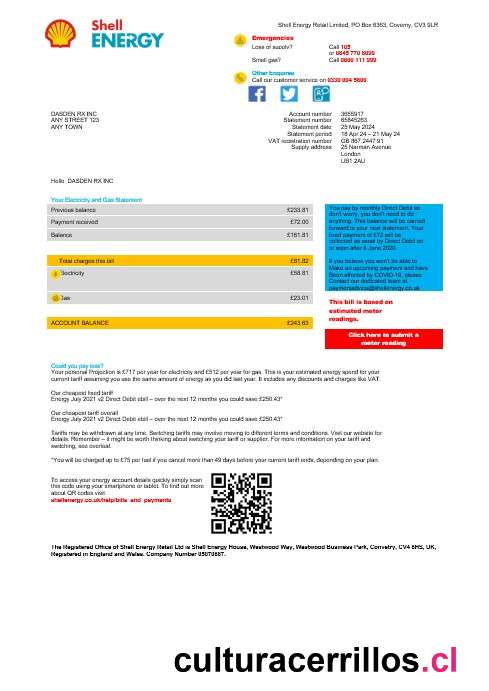 Shell
ENERGY
Shell Energy Retail Limited, PO Box 6363, Coventy, CV3 9LR
Emergencies
Loss of supply? Call 105
or 0845 770 8000
Smell gas? Call 0800 111 999
Other Enquiries
Call our customer service on 0330 094 5800
DASDEN RX INC
ANY STREET 123
ANY TOWN
Account number 3655917
Statement number 65845263
Statement date 25 May 2024
Statement period 18 Apr 24 – 21 May 24
VAT registration number GB 867 2447 91
Supply address 25 Narman Avenue
London
UB1 2AU
Hello DASDEN RX INC
Your Electricity and Gas Statement
Previous balance £233.81
Payment received £72.00
Balance £161.81
Total charges this bill £81.82
Electricity £58.81
Gas £23.01
ACCOUNT BALANCE £243.63
You pay by monthly Direct Debit so
don't worry, you don't need to do
anything. This balance will be carried
forward to your next statement. Your
fixed payment of £72 will be
collected as usual by Direct Debit on
or soon after 8 June 2020.
If you believe you won't be able to
Make an upcoming payment and have
Been affected by COVID-19, please
Contact our dedicated team at
paymentadvice@shellenergy.co.uk
This bill is based on
estimated meter
readings.
Click here to submit a
meter reading
Could you pay less?
Your personal Projection is £717 per year for electricity and £512 per year for gas. This is your estimated energy spend for your
current tariff assuming you use the same amount of energy as you did last year. It includes any discounts and charges like VAT.
Our cheapest fixed tariff
Energy July 2021 v2 Direct Debit ebill – over the next 12 months you could save £250.43*
Our cheapest tariff overall
Energy July 2021 v2 Direct Debit ebill – over the next 12 months you could save £250.43*
Tariffs may be withdrawn at any time. Switching tariffs may involve moving to different terms and conditions. Visit our website for
details. Remember – it might be worth thinking about switching your tariff or supplier. For more information on your tariff and
switching, see overleaf.
*You will be charged up to £75 per fuel if you cancel more than 49 days before your current tariff ends, depending on your plan.
To access your energy account details quickly simply scan
this code using your smartphone or tablet. To find out more
about QR codes visit
shellenergy.co.uk/help/bills_and_payments
The Registered Office of Shell Energy Retail Ltd is Shell Energy House, Westwood Way, Westwood Business Park, Convetry, CV4 8HS, UK,
Registered in England and Wales. Company Number 05070887.
culturacerrillos.cl